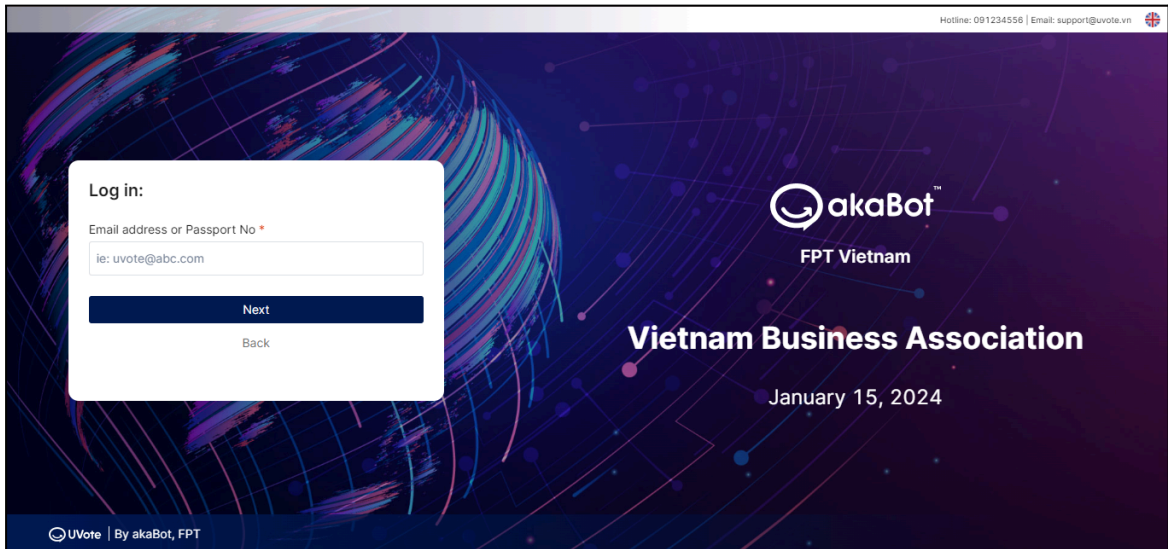 Hotline: 091234556 | Email: support@uvote.vn
Log in:
Email address or Passport No *
ie: uvote@abc.com
Next
Back
akaBot™
FPT Vietnam
Vietnam Business Association
January 15, 2024
UVote | By akaBot, FPT